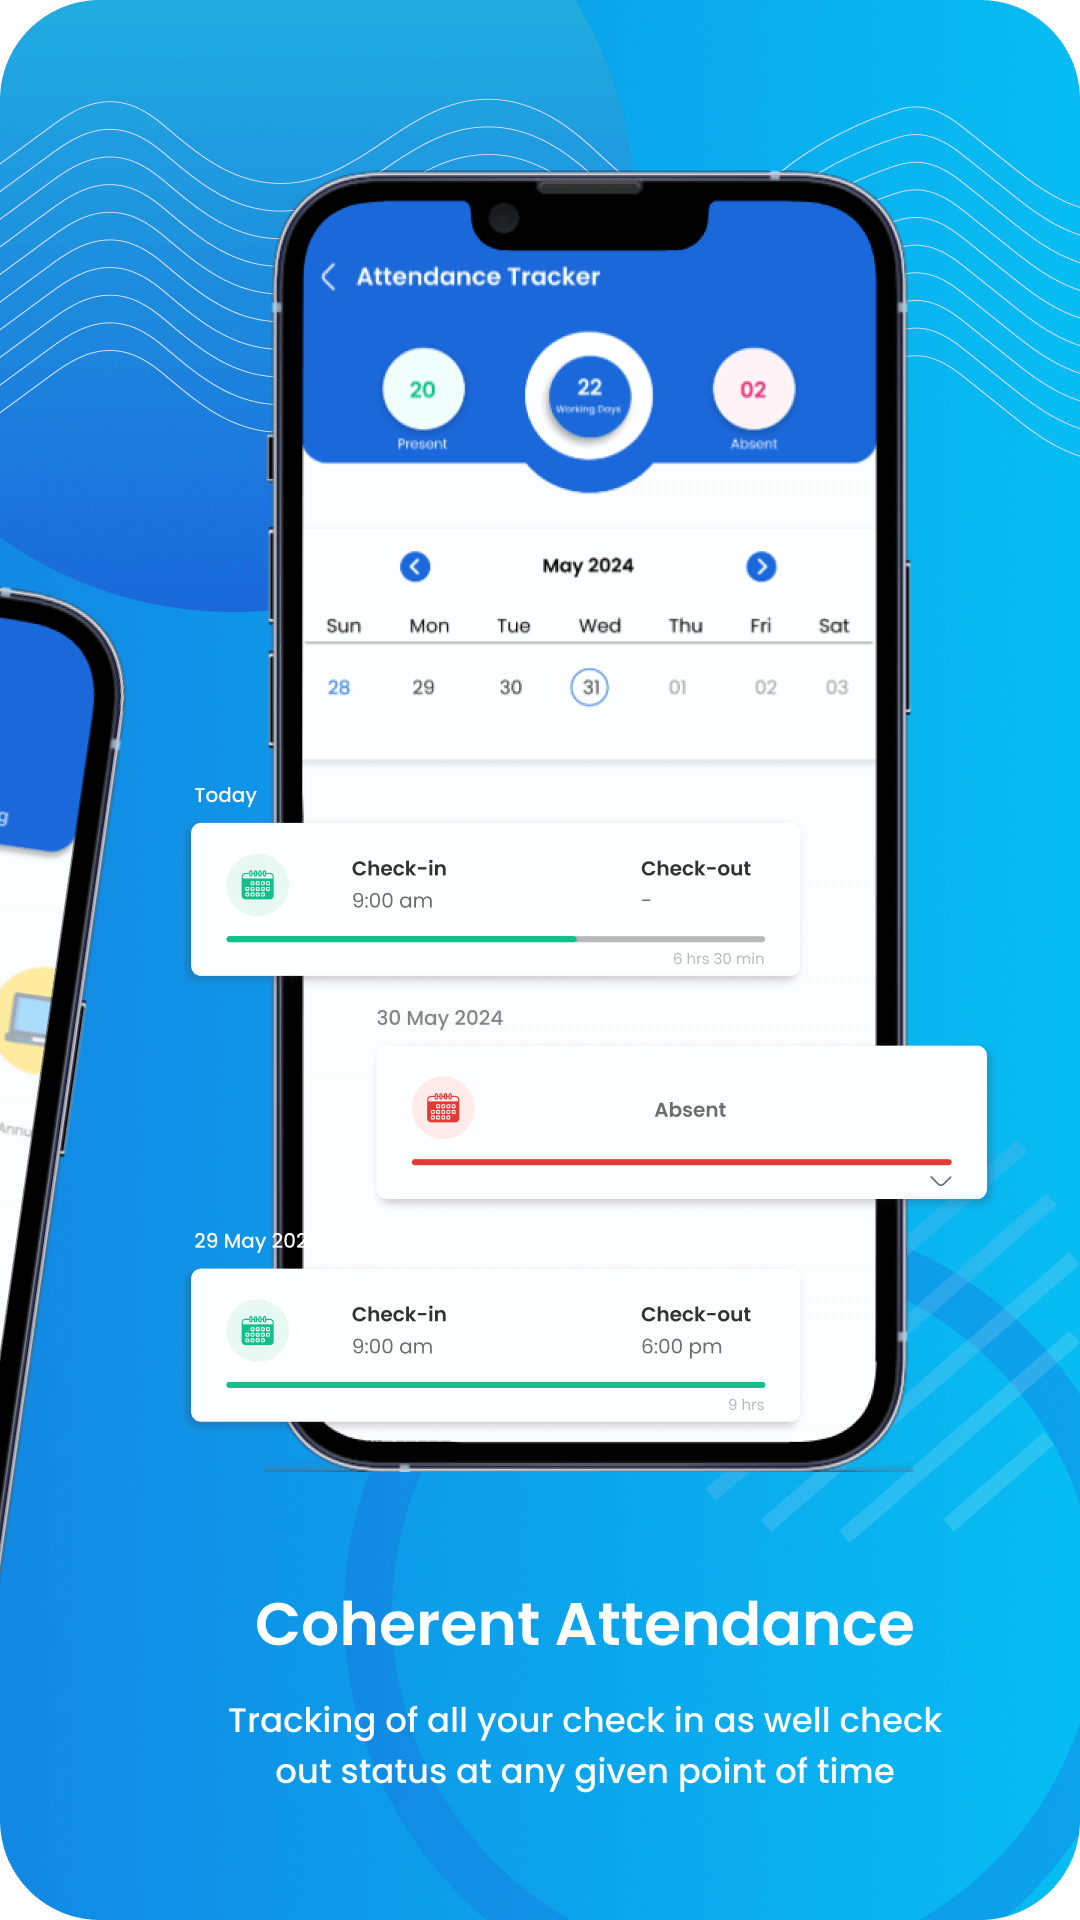 Attendance Tracker
20
22
02
Working Days
Present
Absent
May 2024
Sun Mon Tue Wed Thu Fri Sat
28 29 30 31 01 02 03
Today
Check-in Check-out
9:00 am -
6 hrs 30 min
30 May 2024
Absent
29 May 202
Check-in Check-out
9:00 am 6:00 pm
9 hrs
Coherent Attendance
Tracking of all your check in as well check
out status at any given point of time